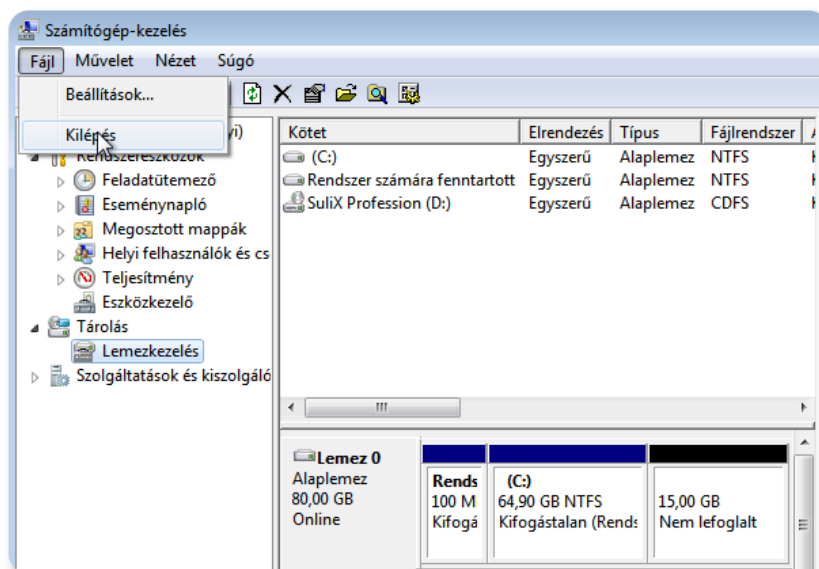 Számítógép-kezelés
Fájl Művelet Nézet Súgó
Beállítások...
Kilépés
yi)
Rendszereszközök
Feladatütemező
Eseménynapló
Megosztott mappák
Helyi felhasználók és cs
Teljesítmény
Eszközkezelő
Tárolás
Lemezkezelés
Szolgáltatások és kiszolgáló
Kötet Elrendezés Típus Fájlrendszer
(C:) Egyszerű Alaplemez NTFS
Rendszer számára fenntartott Egyszerű Alaplemez NTFS
SuliX Profession (D:) Egyszerű Alaplemez CDFS
Lemez 0
Alaplemez
80,00 GB
Online
Rends
100 M
Kifogá
(C:)
64,90 GB NTFS
Kifogástalan (Rends
15,00 GB
Nem lefoglalt